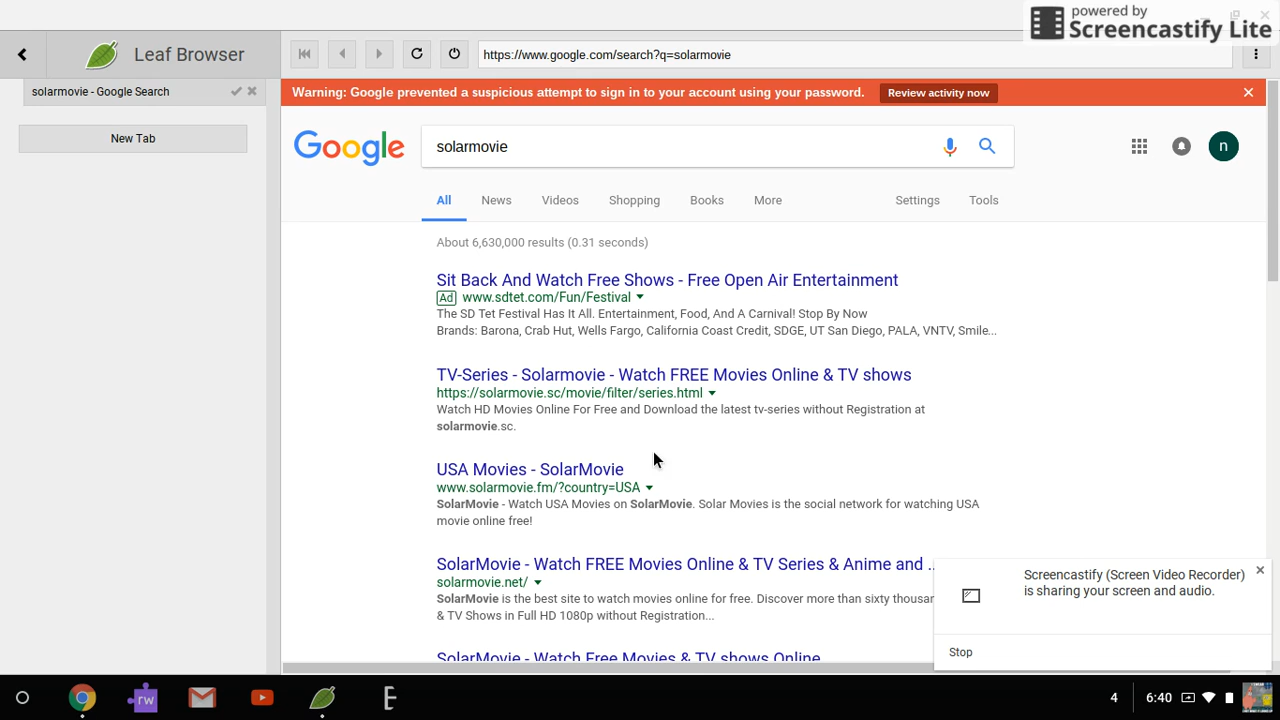 powered by
Screencastify Lite
Leaf Browser
https://www.google.com/search?q=solarmovie
solarmovie - Google Search
New Tab
Warning: Google prevented a suspicious attempt to sign in to your account using your password.
Review activity now
Google
solarmovie
n
All
News
Videos
Shopping
Books
More
Settings
Tools
About 6,630,000 results (0.31 seconds)
Sit Back And Watch Free Shows - Free Open Air Entertainment
Ad www.sdtet.com/Fun/Festival
The SD Tet Festival Has It All. Entertainment, Food, And A Carnival! Stop By Now
Brands: Barona, Crab Hut, Wells Fargo, California Coast Credit, SDGE, UT San Diego, PALA, VNTV, Smile...
TV-Series - Solarmovie - Watch FREE Movies Online & TV shows
https://solarmovie.sc/movie/filter/series.html
Watch HD Movies Online For Free and Download the latest tv-series without Registration at
solarmovie.sc.
USA Movies - SolarMovie
www.solarmovie.fm/?country=USA
SolarMovie - Watch USA Movies on SolarMovie. Solar Movies is the social network for watching USA
movie online free!
SolarMovie - Watch FREE Movies Online & TV Series & Anime and ..
solarmovie.net/
SolarMovie is the best site to watch movies online for free. Discover more than sixty thousar
& TV Shows in Full HD 1080p without Registration...
SolarMovie - Watch Free Movies & TV shows Online
Screencastify (Screen Video Recorder)
is sharing your screen and audio.
Stop
rw
E
4
6:40